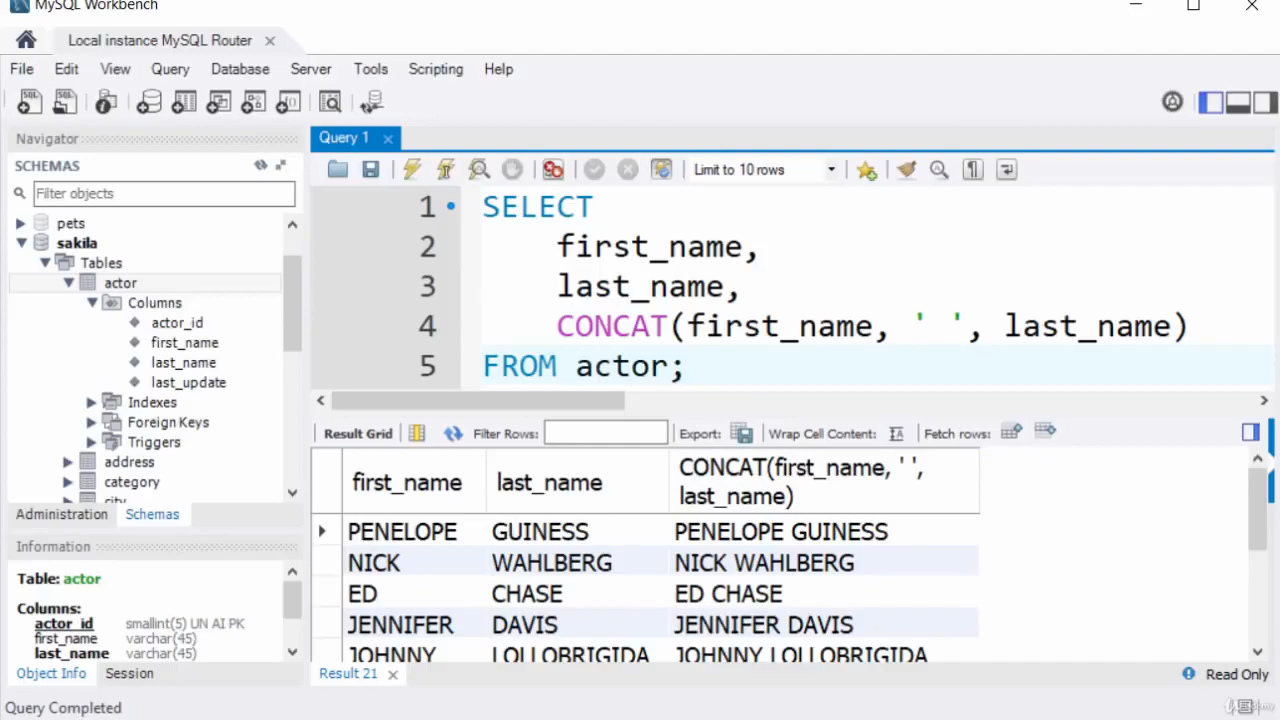 MySQL Workbench
Local instance MySQL Router
File Edit View Query Database Server Tools Scripting Help
Navigator
SCHEMAS
Filter objects
pets
sakila
Tables
actor
Columns
actor_id
first_name
last_name
last_update
Indexes
Foreign Keys
Triggers
address
category
city
Administration Schemas
Information
Table: actor
Columns:
actor_id smallint(5) UN AI PK
first_name varchar(45)
last_name varchar(45)
Object Info Session
Query 1
Limit to 10 rows
1 SELECT
2 first_name,
3 last_name,
4 CONCAT(first_name, ' ', last_name)
5 FROM actor;
Result Grid Filter Rows: Export: Wrap Cell Content: Fetch rows:
first_name last_name CONCAT(first_name, ' ',
last_name)
PENELOPE GUINESS PENELOPE GUINESS
NICK WAHLBERG NICK WAHLBERG
ED CHASE ED CHASE
JENNIFER DAVIS JENNIFER DAVIS
JOHNNY LOLLOBRIGIDA JOHNNY LOLLOBRIGIDA
Result 21 Read Only
Query Completed